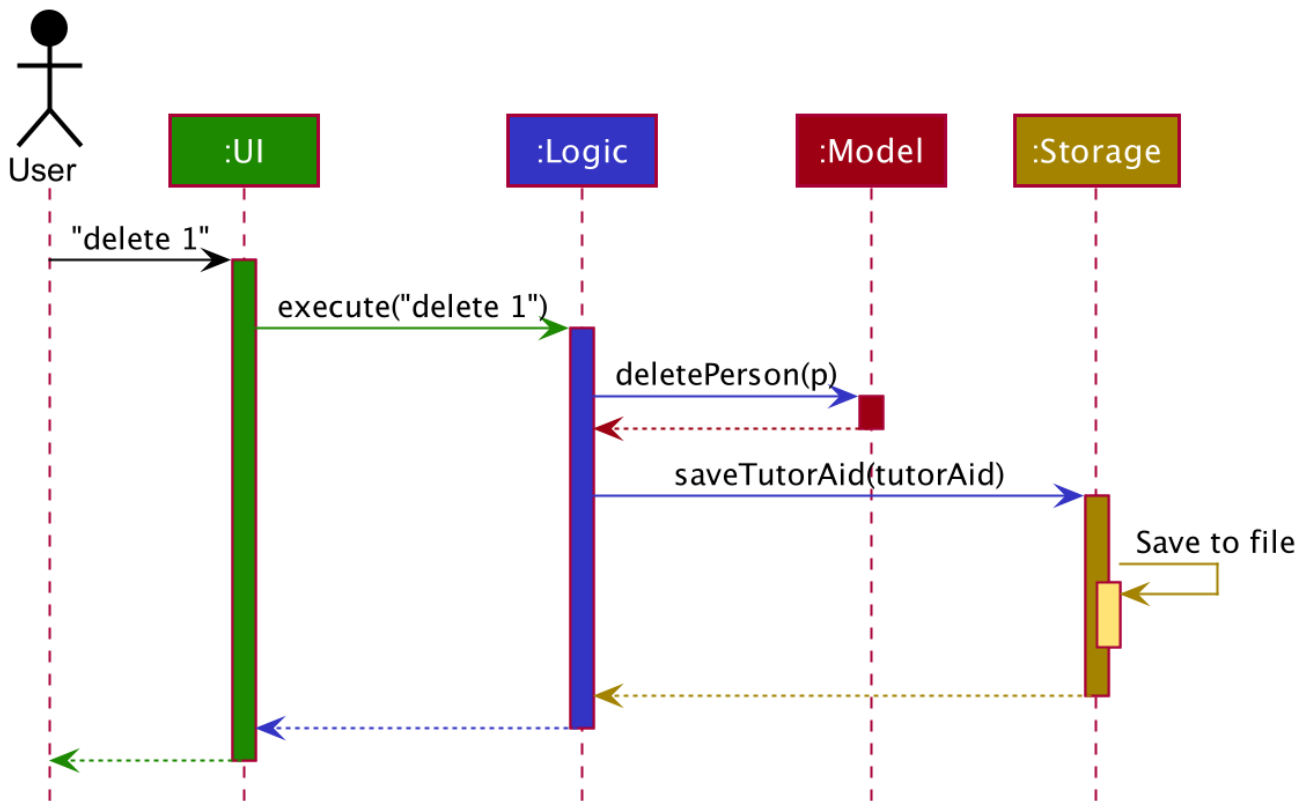 User
:UI
:Logic
:Model
:Storage
"delete 1"
execute("delete 1")
deletePerson(p)
saveTutorAid(tutorAid)
Save to file